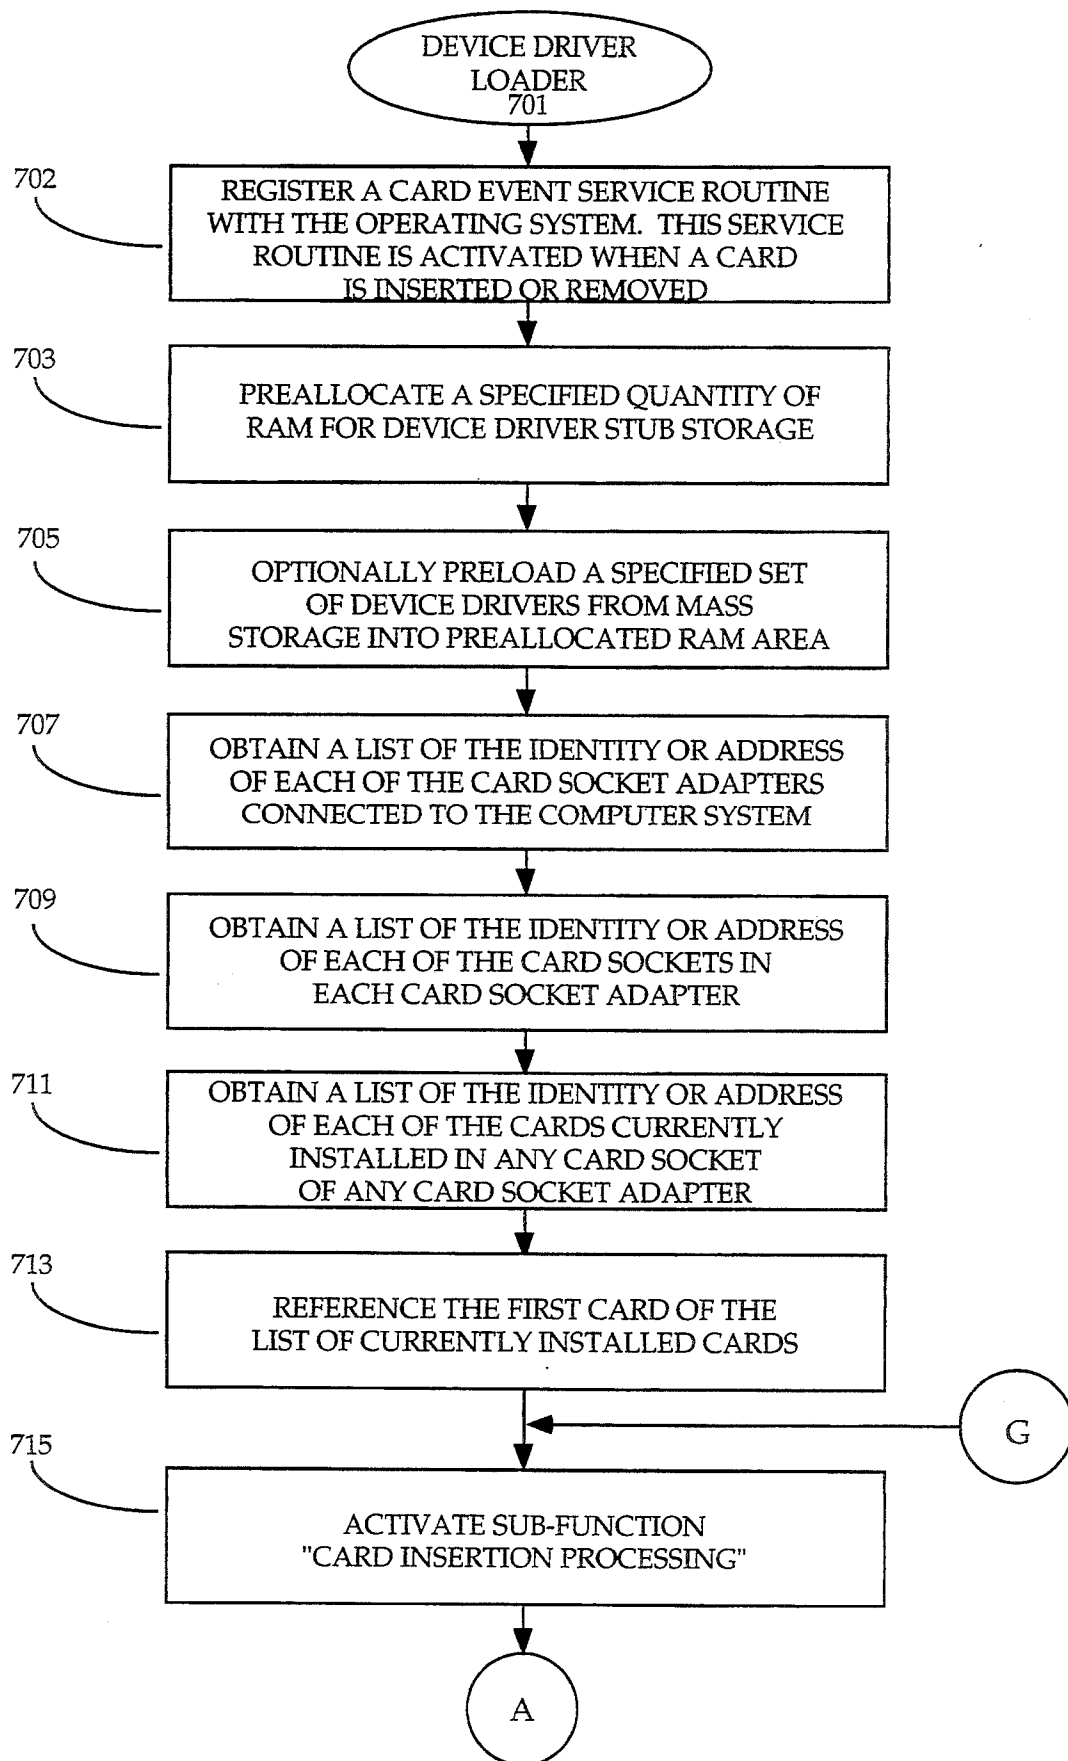 DEVICE DRIVER
LOADER
701
702
REGISTER A CARD EVENT SERVICE ROUTINE
WITH THE OPERATING SYSTEM. THIS SERVICE
ROUTINE IS ACTIVATED WHEN A CARD
IS INSERTED OR REMOVED
703
PREALLOCATE A SPECIFIED QUANTITY OF
RAM FOR DEVICE DRIVER STUB STORAGE
705
OPTIONALLY PRELOAD A SPECIFIED SET
OF DEVICE DRIVERS FROM MASS
STORAGE INTO PREALLOCATED RAM AREA
707
OBTAIN A LIST OF THE IDENTITY OR ADDRESS
OF EACH OF THE CARD SOCKET ADAPTERS
CONNECTED TO THE COMPUTER SYSTEM
709
OBTAIN A LIST OF THE IDENTITY OR ADDRESS
OF EACH OF THE CARD SOCKETS IN
EACH CARD SOCKET ADAPTER
711
OBTAIN A LIST OF THE IDENTITY OR ADDRESS
OF EACH OF THE CARDS CURRENTLY
INSTALLED IN ANY CARD SOCKET
OF ANY CARD SOCKET ADAPTER
713
REFERENCE THE FIRST CARD OF THE
LIST OF CURRENTLY INSTALLED CARDS
G
715
ACTIVATE SUB-FUNCTION
"CARD INSERTION PROCESSING"
A